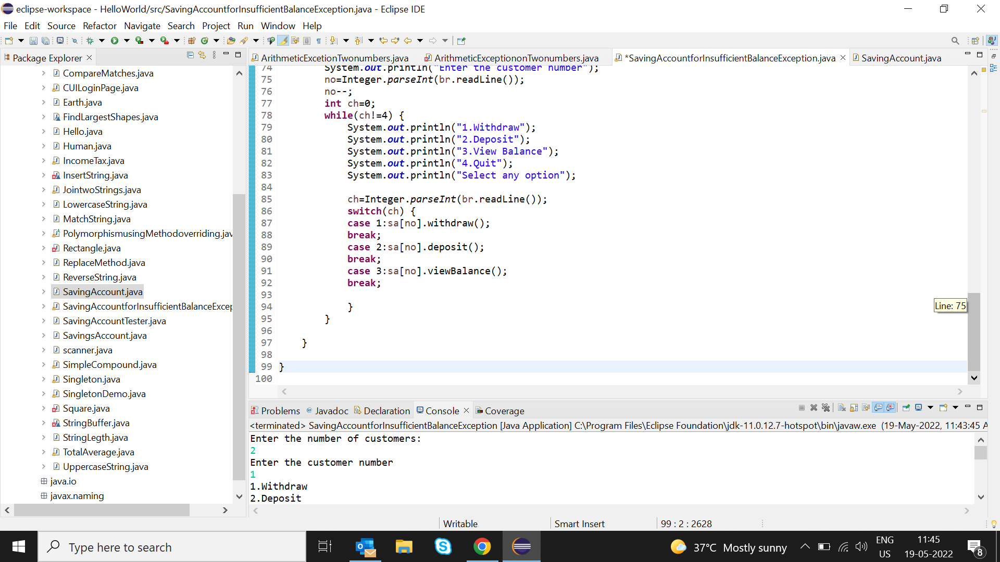 eclipse-workspace - HelloWorld/src/SavingAccountforInsufficientBalanceException.java - Eclipse IDE
File Edit Source Refactor Navigate Search Project Run Window Help
Package Explorer
CompareMatches.java
CUILoginPage.java
Earth.java
FindLargestShapes.java
Hello.java
Human.java
IncomeTax.java
InsertString.java
JointwoStrings.java
LowercaseString.java
MatchString.java
PolymorphismusingMethodoverriding.jav
Rectangle.java
ReplaceMethod.java
ReverseString.java
SavingAccount.java
SavingAccountforInsufficientBalanceExcep
SavingAccountTester.java
SavingsAccount.java
scanner.java
SimpleCompound.java
Singleton.java
SingletonDemo.java
Square.java
StringBuffer.java
StringLegth.java
TotalAverage.java
UppercaseString.java
java.io
javax.naming
ArithmeticExcetionTwonumbers.java ArithmeticExceptiononTwonumbers.java *SavingAccountforInsufficientBalanceException.java SavingAccount.java
74 System.out.println("Enter the customer number");
75 no=Integer.parseInt(br.readLine());
76 no--;
77 int ch=0;
78 while(ch!=4) {
79 System.out.println("1.Withdraw");
80 System.out.println("2.Deposit");
81 System.out.println("3.View Balance");
82 System.out.println("4.Quit");
83 System.out.println("Select any option");
84
85 ch=Integer.parseInt(br.readLine());
86 switch(ch) {
87 case 1:sa[no].withdraw();
88 break;
89 case 2:sa[no].deposit();
90 break;
91 case 3:sa[no].viewBalance();
92 break;
93
94 }
95 }
96
97 }
98
99 }
100
Line: 75
Problems Javadoc Declaration Console Coverage
<terminated> SavingAccountforInsufficientBalanceException [Java Application] C:\Program Files\Eclipse Foundation\jdk-11.0.12.7-hotspot\bin\javaw.exe (19-May-2022, 11:43:45 A
Enter the number of customers:
2
Enter the customer number
1
1.Withdraw
2.Deposit
Writable Smart Insert 99 : 2 : 2628
Type here to search
37°C Mostly sunny
ENG
US
11:45
19-05-2022
8